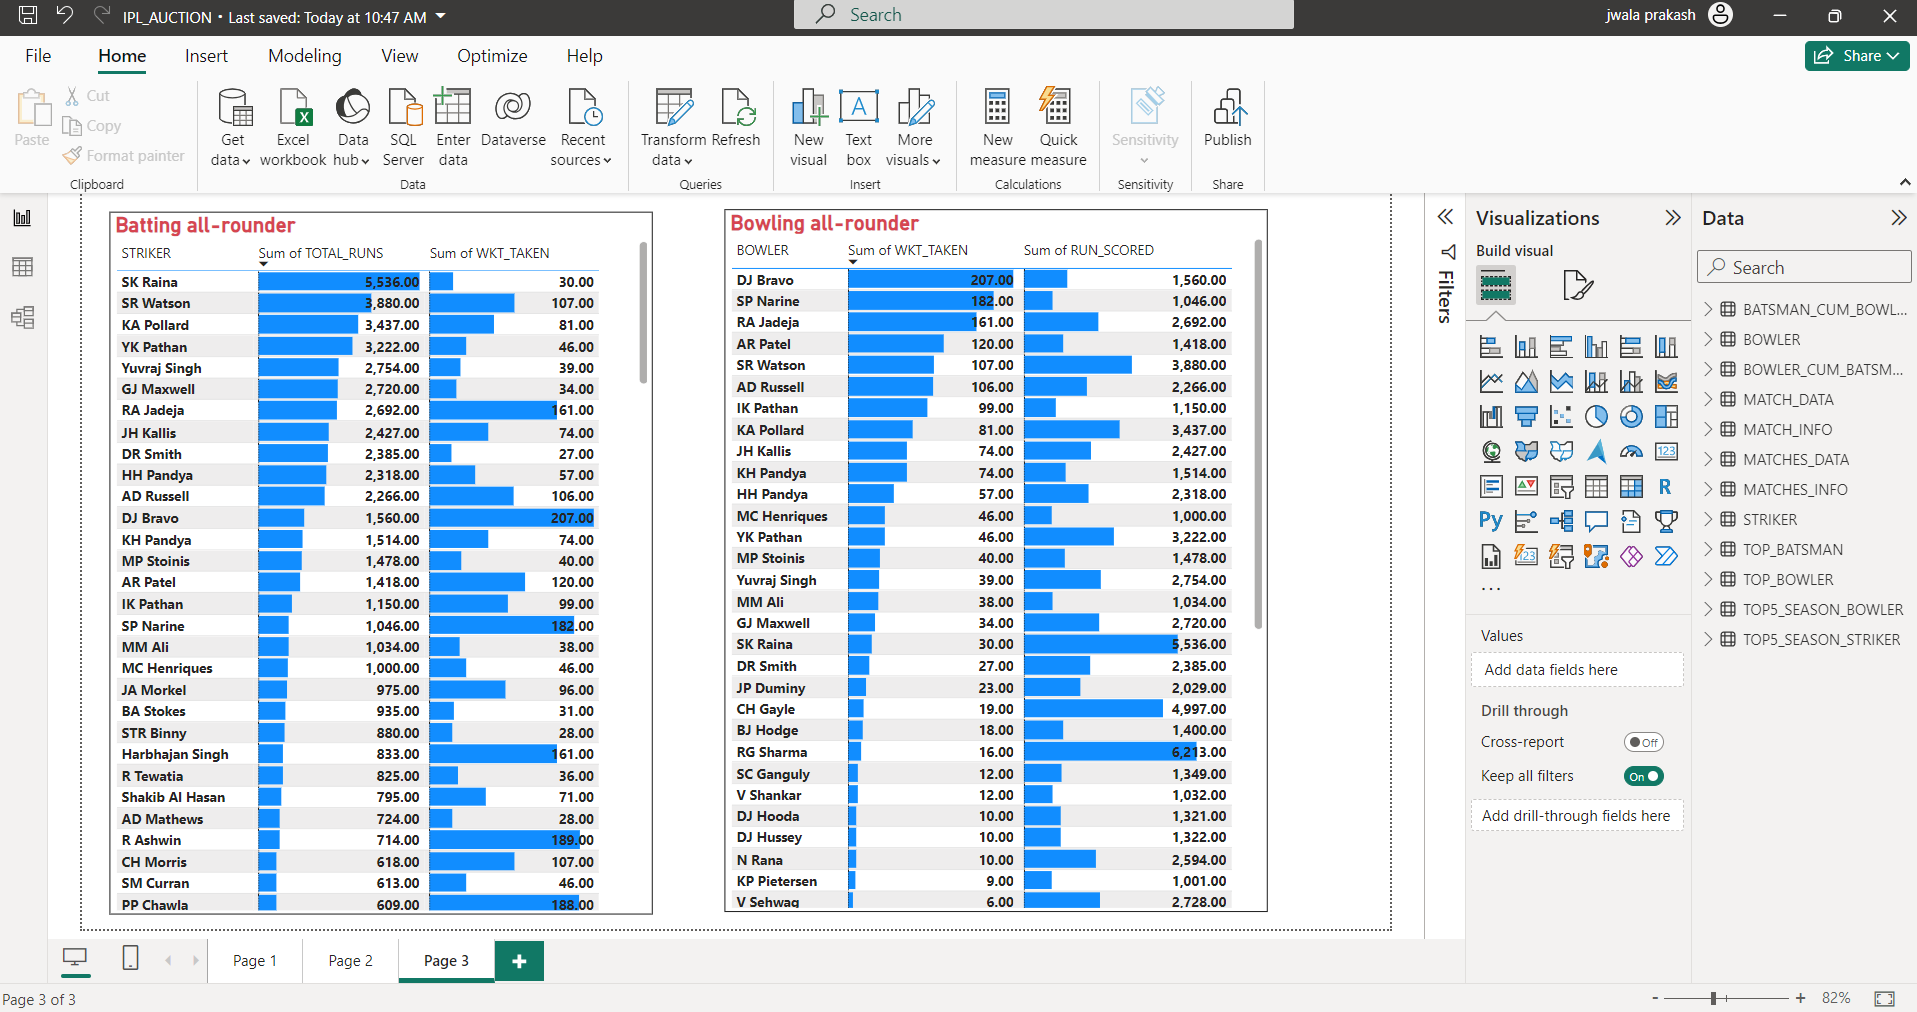 IPL_AUCTION • Last saved: Today at 10:47 AM
Search
jwala prakash
File Home Insert Modeling View Optimize Help
Share
Paste
Cut
Copy
Format painter
Clipboard
Get data
Excel workbook
Data hub
SQL Server
Enter data
Dataverse
Recent sources
Data
Transform data
Refresh
Queries
New visual
Text box
More visuals
Insert
New measure
Quick measure
Calculations
Sensitivity
Sensitivity
Publish
Share
Batting all-rounder
STRIKER Sum of TOTAL_RUNS Sum of WKT_TAKEN
SK Raina 5,536.00 30.00
SR Watson 3,880.00 107.00
KA Pollard 3,437.00 81.00
YK Pathan 3,222.00 46.00
Yuvraj Singh 2,754.00 39.00
GJ Maxwell 2,720.00 34.00
RA Jadeja 2,692.00 161.00
JH Kallis 2,427.00 74.00
DR Smith 2,385.00 27.00
HH Pandya 2,318.00 57.00
AD Russell 2,266.00 106.00
DJ Bravo 1,560.00 207.00
KH Pandya 1,514.00 74.00
MP Stoinis 1,478.00 40.00
AR Patel 1,418.00 120.00
IK Pathan 1,150.00 99.00
SP Narine 1,046.00 182.00
MM Ali 1,034.00 38.00
MC Henriques 1,000.00 46.00
JA Morkel 975.00 96.00
BA Stokes 935.00 31.00
STR Binny 880.00 28.00
Harbhajan Singh 833.00 161.00
R Tewatia 825.00 36.00
Shakib Al Hasan 795.00 71.00
AD Mathews 724.00 28.00
R Ashwin 714.00 189.00
CH Morris 618.00 107.00
SM Curran 613.00 46.00
PP Chawla 609.00 188.00
Bowling all-rounder
BOWLER Sum of WKT_TAKEN Sum of RUN_SCORED
DJ Bravo 207.00 1,560.00
SP Narine 182.00 1,046.00
RA Jadeja 161.00 2,692.00
AR Patel 120.00 1,418.00
SR Watson 107.00 3,880.00
AD Russell 106.00 2,266.00
IK Pathan 99.00 1,150.00
KA Pollard 81.00 3,437.00
JH Kallis 74.00 2,427.00
KH Pandya 74.00 1,514.00
HH Pandya 57.00 2,318.00
MC Henriques 46.00 1,000.00
YK Pathan 46.00 3,222.00
MP Stoinis 40.00 1,478.00
Yuvraj Singh 39.00 2,754.00
MM Ali 38.00 1,034.00
GJ Maxwell 34.00 2,720.00
SK Raina 30.00 5,536.00
DR Smith 27.00 2,385.00
JP Duminy 23.00 2,029.00
CH Gayle 19.00 4,997.00
BJ Hodge 18.00 1,400.00
RG Sharma 16.00 6,213.00
SC Ganguly 12.00 1,349.00
V Shankar 12.00 1,032.00
DJ Hooda 10.00 1,321.00
DJ Hussey 10.00 1,322.00
N Rana 10.00 2,594.00
KP Pietersen 9.00 1,001.00
V Sehwag 6.00 2,728.00
Filters
Visualizations
Build visual
123
R
Py
123
...
Values
Add data fields here
Drill through
Cross-report Off
Keep all filters On
Add drill-through fields here
Data
Search
BATSMAN_CUM_BOWL...
BOWLER
BOWLER_CUM_BATSM...
MATCH_DATA
MATCH_INFO
MATCHES_DATA
MATCHES_INFO
STRIKER
TOP_BATSMAN
TOP_BOWLER
TOP5_SEASON_BOWLER
TOP5_SEASON_STRIKER
Page 1 Page 2 Page 3 +
Page 3 of 3
- + 82%